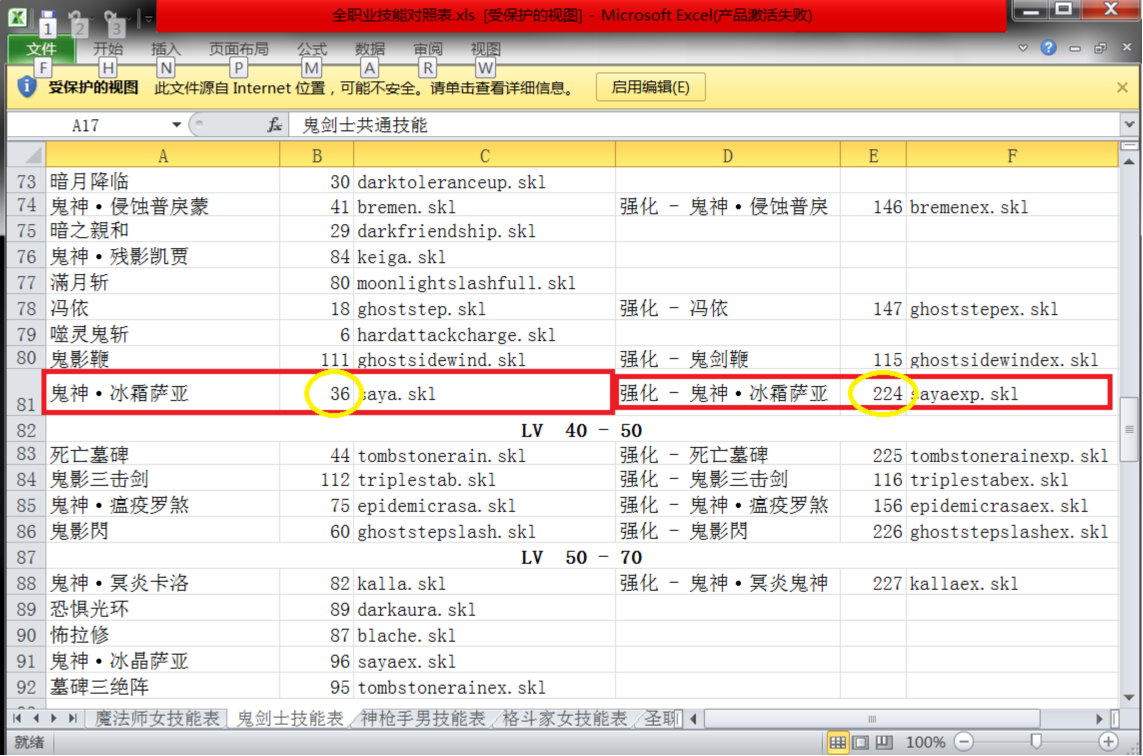 全职业技能对照表.xls [受保护的视图] - Microsoft Excel(产品激活失败)
1 2 3
文件 开始 插入 页面布局 公式 数据 审阅 视图
F H N P M A R W
受保护的视图 此文件源自 Internet 位置，可能不安全。请单击查看详细信息。 启用编辑(E)
A17 fx 鬼剑士共通技能
A B C D E F
73 暗月降临 30 darktoleranceup.skl
74 鬼神·侵蚀普戾蒙 41 bremen.skl 强化 - 鬼神·侵蚀普戾 146 bremenex.skl
75 暗之親和 29 darkfriendship.skl
76 鬼神·残影凯贾 84 keiga.skl
77 滿月斩 80 moonlightslashfull.skl
78 冯依 18 ghoststep.skl 强化 - 冯依 147 ghoststepex.skl
79 噬灵鬼斩 6 hardattackcharge.skl
80 鬼影鞭 111 ghostsidewind.skl 强化 - 鬼剑鞭 115 ghostsidewindex.skl
81 鬼神·冰霜萨亚 36 saya.skl 强化 - 鬼神·冰霜萨亚 224 sayaexp.skl
82 LV 40 - 50
83 死亡墓碑 44 tombstonerain.skl 强化 - 死亡墓碑 225 tombstonerainexp.skl
84 鬼影三击剑 112 triplestab.skl 强化 - 鬼影三击剑 116 triplestabex.skl
85 鬼神·瘟疫罗煞 75 epidemicrasa.skl 强化 - 鬼神·瘟疫罗煞 156 epidemicrasaex.skl
86 鬼影閃 60 ghoststepslash.skl 强化 - 鬼影閃 226 ghoststepslashex.skl
87 LV 50 - 70
88 鬼神·冥炎卡洛 82 kalla.skl 强化 - 鬼神·冥炎鬼神 227 kallaex.skl
89 恐惧光环 89 darkaura.skl
90 怖拉修 87 blache.skl
91 鬼神·冰晶萨亚 96 sayaex.skl
92 墓碑三绝阵 95 tombstonerainex.skl
魔法师女技能表 鬼剑士技能表 神枪手男技能表 格斗家女技能表 圣职
就绪 100%